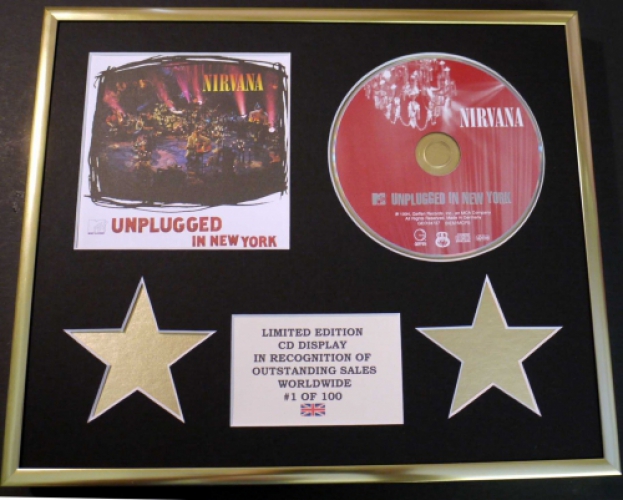 NIRVANA
UNPLUGGED
IN NEW YORK
NIRVANA
UNPLUGGED IN NEW YORK
LIMITED EDITION
CD DISPLAY
IN RECOGNITION OF
OUTSTANDING SALES
WORLDWIDE
#1 OF 100